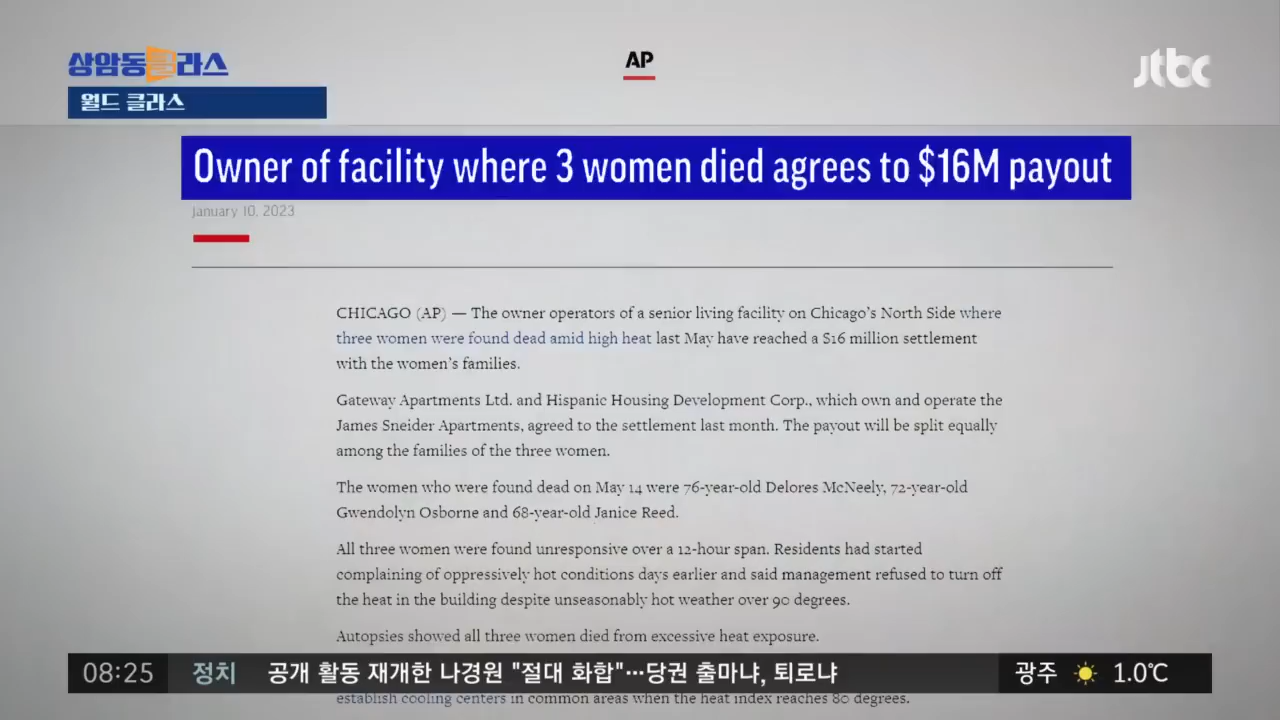 상암동클라스
AP
jtbc
월드 클라스
Owner of facility where 3 women died agrees to $16M payout
January 10, 2023
CHICAGO (AP) — The owner operators of a senior living facility on Chicago's North Side where
three women were found dead amid high heat last May have reached a $16 million settlement
with the women's families.
Gateway Apartments Ltd. and Hispanic Housing Development Corp., which own and operate the
James Sneider Apartments, agreed to the settlement last month. The payout will be split equally
among the families of the three women.
The women who were found dead on May 14 were 76-year-old Delores McNeely, 72-year-old
Gwendolyn Osborne and 68-year-old Janice Reed.
All three women were found unresponsive over a 12-hour span. Residents had started
complaining of oppressively hot conditions days earlier and said management refused to turn off
the heat in the building despite unseasonably hot weather over 90 degrees.
Autopsies showed all three women died from excessive heat exposure.
08:25 정치 공개 활동 재개한 나경원 "절대 화합"…당권 출마냐, 퇴로냐 광주 1.0℃
establish cooling centers in common areas when the heat index reaches 80 degrees.